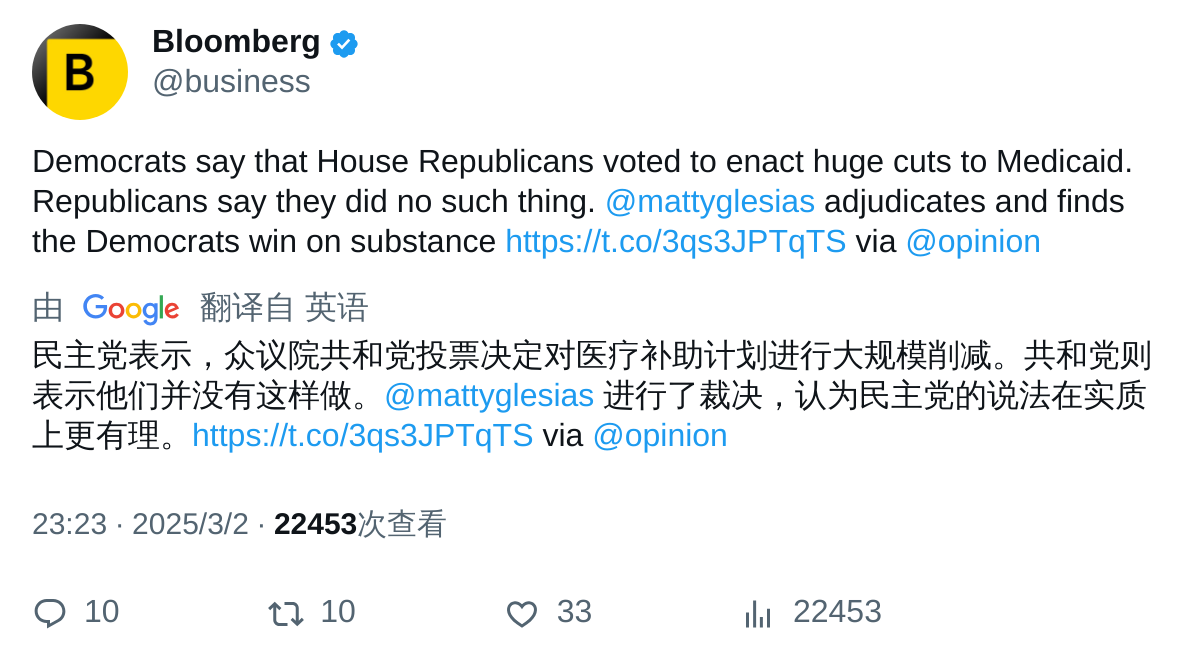 B
Bloomberg
@business
Democrats say that House Republicans voted to enact huge cuts to Medicaid.
Republicans say they did no such thing. @mattyglesias adjudicates and finds
the Democrats win on substance https://t.co/3qs3JPTqTS via @opinion
由 Google 翻译自 英语
民主党表示，众议院共和党投票决定对医疗补助计划进行大规模削减。共和党则
表示他们并没有这样做。@mattyglesias 进行了裁决，认为民主党的说法在实质
上更有理。https://t.co/3qs3JPTqTS via @opinion
23:23 · 2025/3/2 · 22453次查看
10 10 33 22453